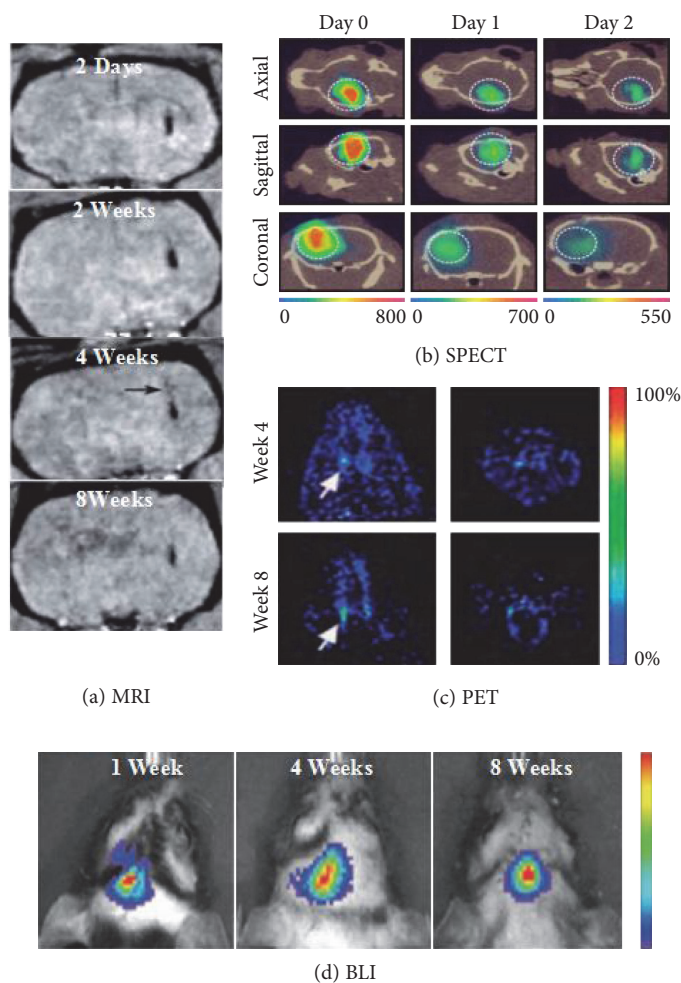 2 Days
2 Weeks
4 Weeks
8Weeks
(a) MRI
Day 0 Day 1 Day 2
Axial
Sagittal
Coronal
0 800 0 700 0 550
(b) SPECT
Week 4
Week 8
100%
0%
(c) PET
1 Week 4 Weeks 8 Weeks
(d) BLI